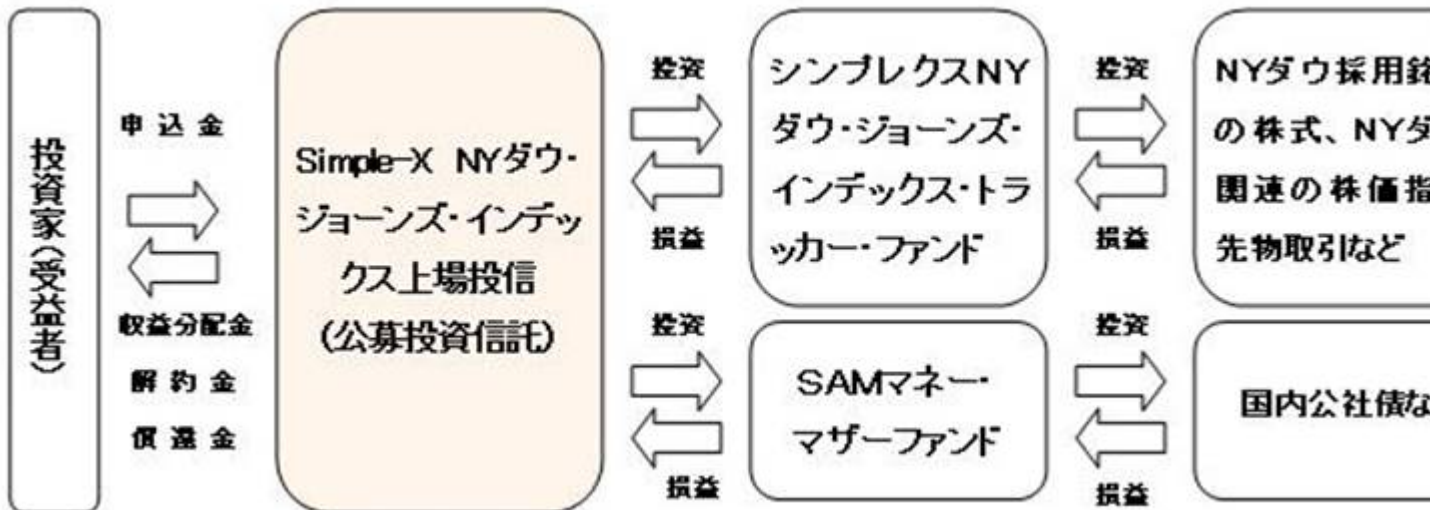 投資家(受益者)
申込金
収益分配金
解約金
償還金
Simple-X NYダウ・
ジョーンズ・インデッ
クス上場投信
(公募投資信託)
投資
損益
シンプレクスNY
ダウ・ジョーンズ・
インデックス・トラ
ッカー・ファンド
投資
損益
NYダウ採用銘
の株式、NYダ
関連の株価指
先物取引など
投資
損益
SAMマネー・
マザーファンド
投資
損益
国内公社債な